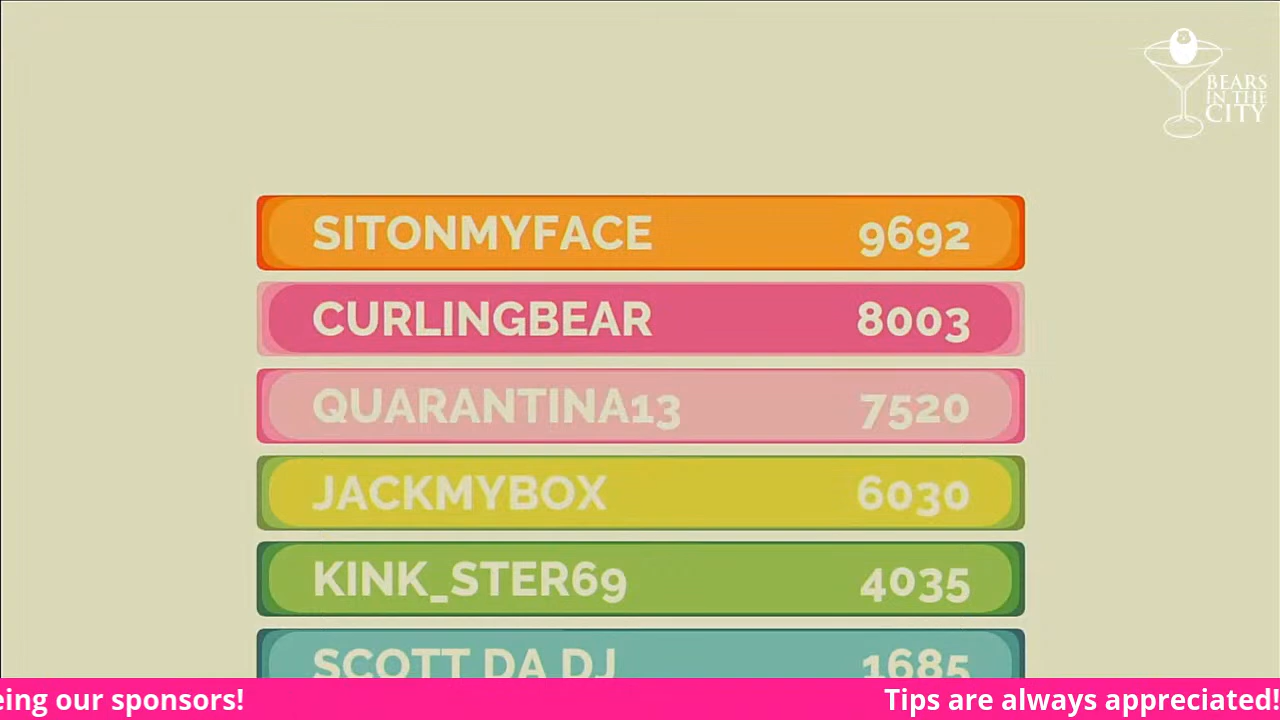 BEARS
IN THE
CITY
SITONMYFACE 9692
CURLINGBEAR 8003
QUARANTINA13 7520
JACKMYBOX 6030
KINK_STER69 4035
SCOTT DA DJ 1685
eing our sponsors! Tips are always appreciated!